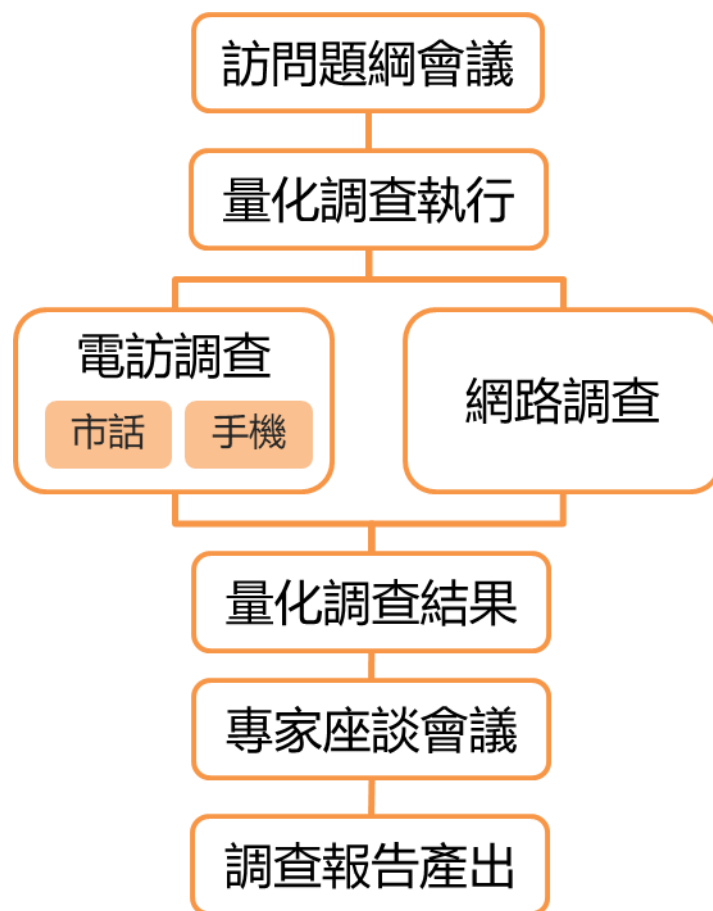 訪問題綱會議
量化調查執行
電訪調查
市話 手機
網路調查
量化調查結果
專家座談會議
調查報告產出